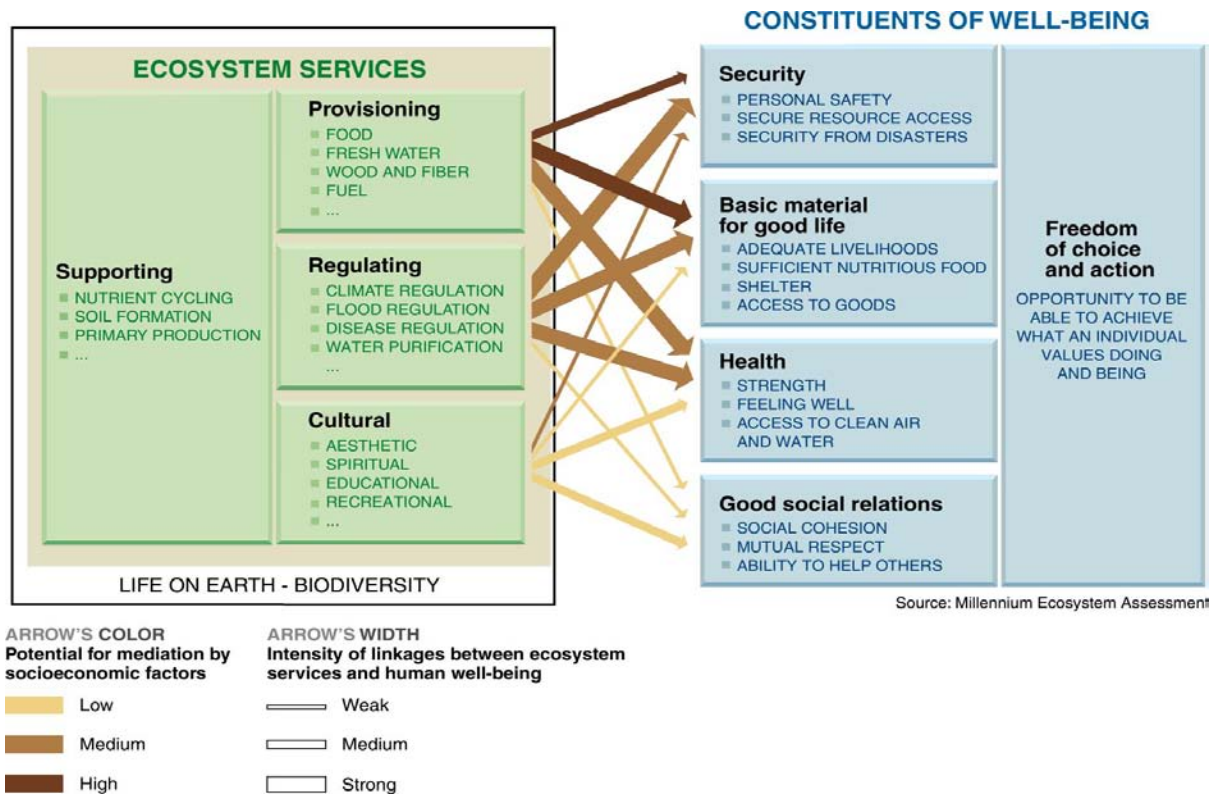 CONSTITUENTS OF WELL-BEING
ECOSYSTEM SERVICES
Supporting
NUTRIENT CYCLING
SOIL FORMATION
PRIMARY PRODUCTION
...
Provisioning
FOOD
FRESH WATER
WOOD AND FIBER
FUEL
...
Regulating
CLIMATE REGULATION
FLOOD REGULATION
DISEASE REGULATION
WATER PURIFICATION
...
Cultural
AESTHETIC
SPIRITUAL
EDUCATIONAL
RECREATIONAL
...
LIFE ON EARTH - BIODIVERSITY
Security
PERSONAL SAFETY
SECURE RESOURCE ACCESS
SECURITY FROM DISASTERS
Basic material
for good life
ADEQUATE LIVELIHOODS
SUFFICIENT NUTRITIOUS FOOD
SHELTER
ACCESS TO GOODS
Health
STRENGTH
FEELING WELL
ACCESS TO CLEAN AIR
AND WATER
Good social relations
SOCIAL COHESION
MUTUAL RESPECT
ABILITY TO HELP OTHERS
Freedom
of choice
and action
OPPORTUNITY TO BE
ABLE TO ACHIEVE
WHAT AN INDIVIDUAL
VALUES DOING
AND BEING
Source: Millennium Ecosystem Assessment
ARROW'S COLOR
Potential for mediation by
socioeconomic factors
Low
Medium
High
ARROW'S WIDTH
Intensity of linkages between ecosystem
services and human well-being
Weak
Medium
Strong